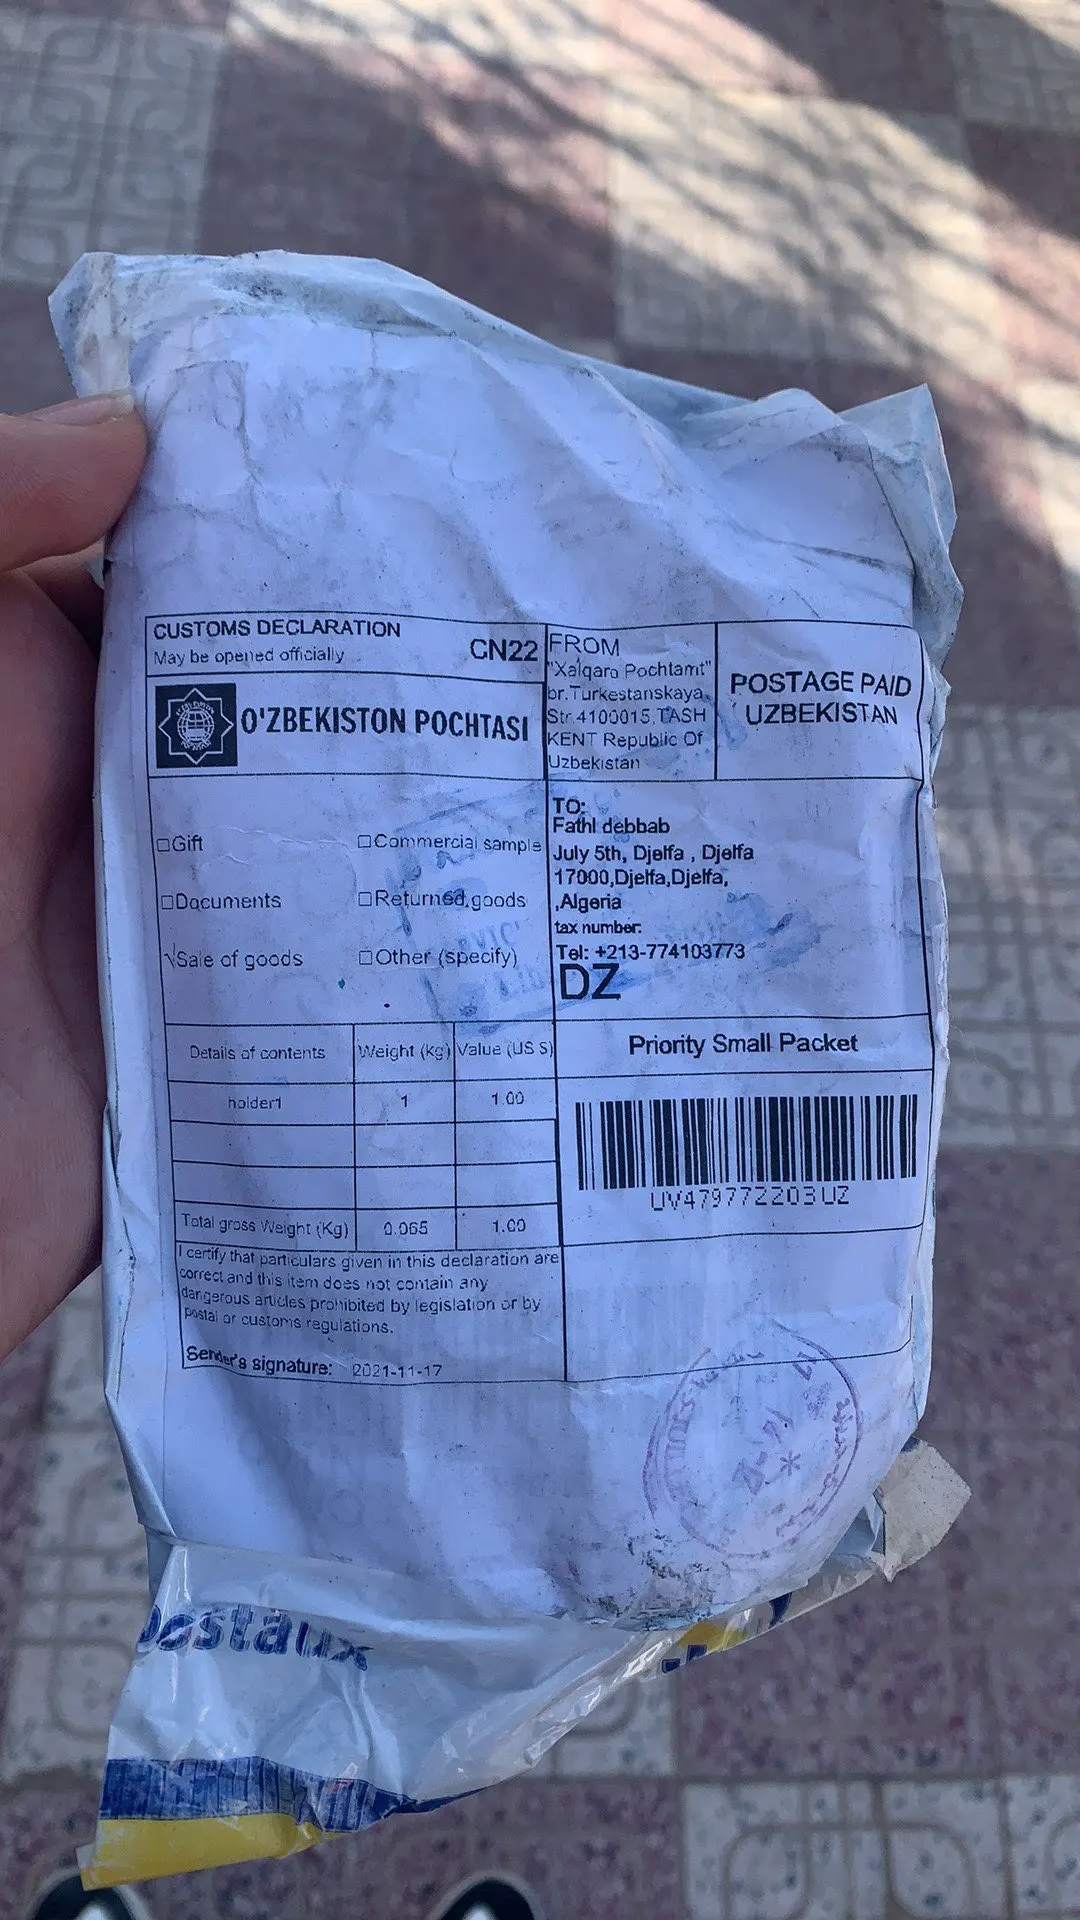 CUSTOMS DECLARATION
May be opened officially
CN22
O'ZBEKISTON POCHTASI
FROM
"Xalqaro Pochtamt"
br.Turkestanskaya,
Str.4100015,TASH
KENT Republic Of
Uzbekistan
POSTAGE PAID
UZBEKISTAN
Gift
Commercial sample
Documents
Returned goods
√Sale of goods
Other (specify)
TO:
Fathl debbab
July 5th, Djelfa , Djelfa
17000,Djelfa,Djelfa,
,Algeria
tax number:
Tel: +213-774103773
DZ
Details of contents Weight (Kg) Value (US $)
holder1 1 1.00
Total gross Weight (Kg) 0.065 1.00
I certify that particulars given in this declaration are
correct and this item does not contain any
dangerous articles prohibited by legislation or by
postal or customs regulations.
Sender's signature: 2021-11-17
Priority Small Packet
UV479772203UZ
postaux